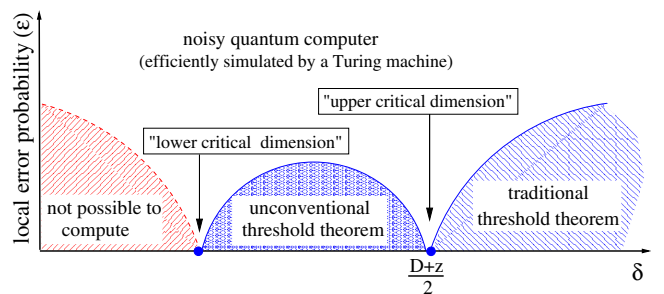 local error probability (ε)
noisy quantum computer
(efficiently simulated by a Turing machine)
"upper critical dimension"
"lower critical dimension"
not possible to
compute
unconventional
threshold theorem
traditional
threshold theorem
D+z
2
δ